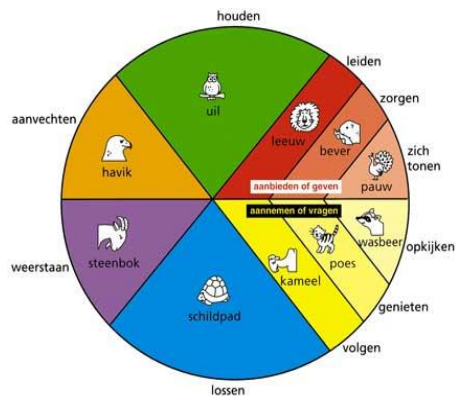 houden
leiden
zorgen
zich
tonen
aanvechten
uil
leeuw
bever
pauw
havik
aanbieden of geven
aannemen of vragen
steenbok
wasbeer
opkijken
poes
kameel
weerstaan
schildpad
genieten
volgen
lossen